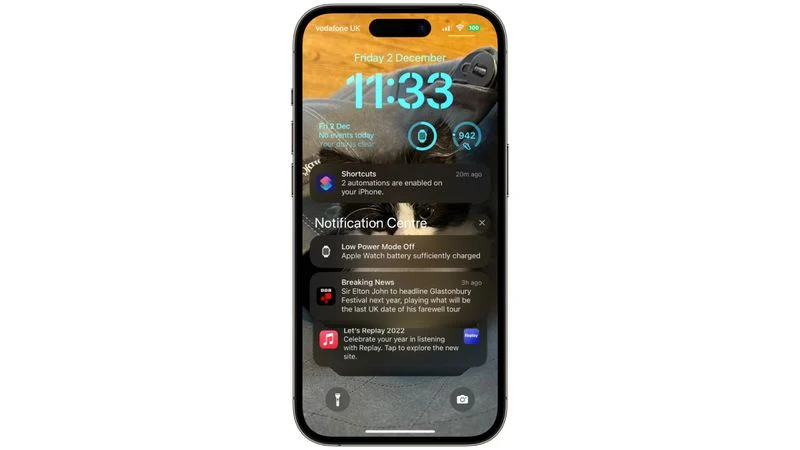 vodafone UK
100
Friday 2 December
11:33
Fri 2 Dec
No events today
Your day is clear
942
Shortcuts 20m ago
2 automations are enabled on
your iPhone.
Notification Centre
Low Power Mode Off
Apple Watch battery sufficiently charged
Breaking News 3h ago
Sir Elton John to headline Glastonbury
Festival next year, playing what will be
the last UK date of his farewell tour
Let's Replay 2022
Celebrate your year in listening
with Replay. Tap to explore the new
site.
Replay